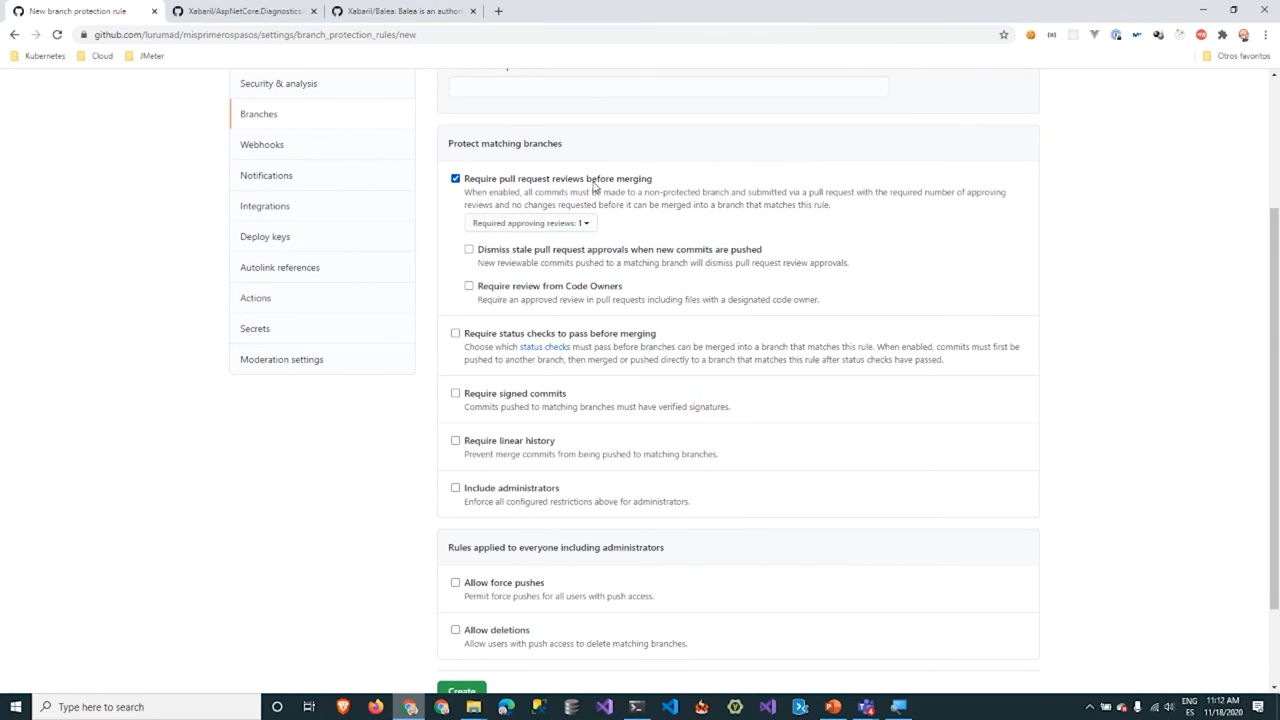 New branch protection rule
Xabaril/AspNetCore.Diagnostics
Xabaril/Balea: Balea is an author
github.com/lurumad/misprimerospasos/settings/branch_protection_rules/new
Kubernetes
Cloud
JMeter
Otros favoritos
Security & analysis
Branches
Webhooks
Notifications
Integrations
Deploy keys
Autolink references
Actions
Secrets
Moderation settings
Protect matching branches
Require pull request reviews before merging
When enabled, all commits must be made to a non-protected branch and submitted via a pull request with the required number of approving
reviews and no changes requested before it can be merged into a branch that matches this rule.
Required approving reviews: 1
Dismiss stale pull request approvals when new commits are pushed
New reviewable commits pushed to a matching branch will dismiss pull request review approvals.
Require review from Code Owners
Require an approved review in pull requests including files with a designated code owner.
Require status checks to pass before merging
Choose which status checks must pass before branches can be merged into a branch that matches this rule. When enabled, commits must first be
pushed to another branch, then merged or pushed directly to a branch that matches this rule after status checks have passed.
Require signed commits
Commits pushed to matching branches must have verified signatures.
Require linear history
Prevent merge commits from being pushed to matching branches.
Include administrators
Enforce all configured restrictions above for administrators.
Rules applied to everyone including administrators
Allow force pushes
Permit force pushes for all users with push access.
Allow deletions
Allow users with push access to delete matching branches.
Create
Type here to search
ENG
ES
11:12 AM
11/18/2020